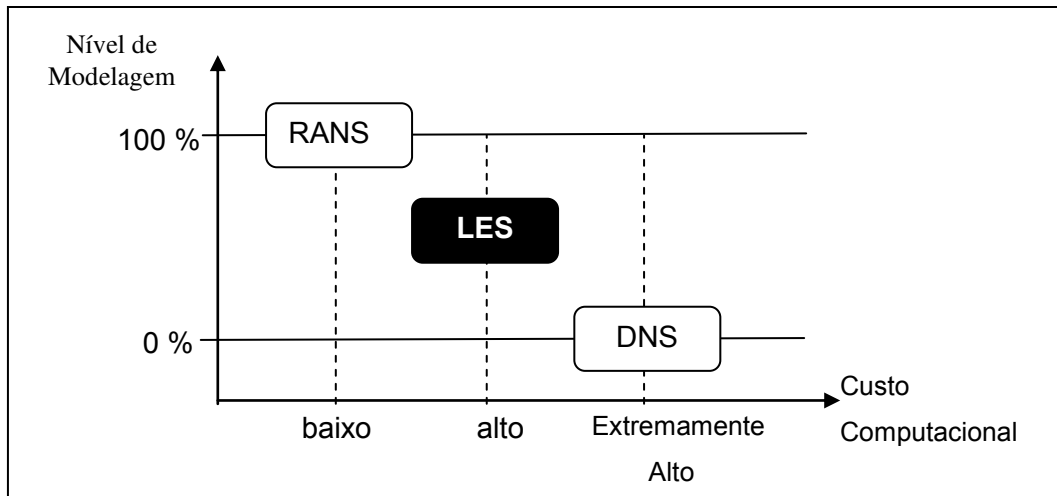 Nível de
Modelagem
100 %
RANS
LES
0 %
DNS
Custo
Computacional
baixo
alto
Extremamente
Alto